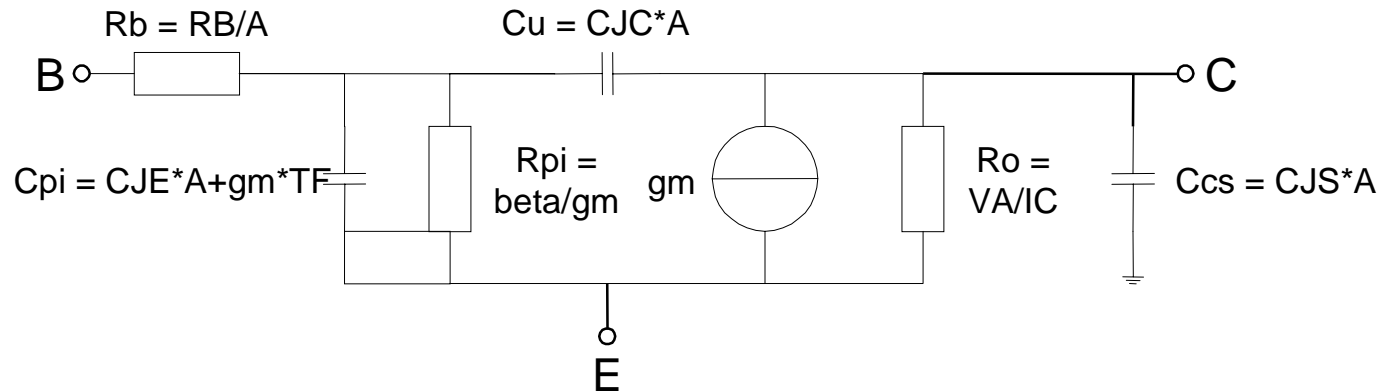 Rb = RB/A
Cu = CJC*A
B
C
Cpi = CJE*A+gm*TF
Rpi =
beta/gm
gm
Ro =
VA/IC
Ccs = CJS*A
E